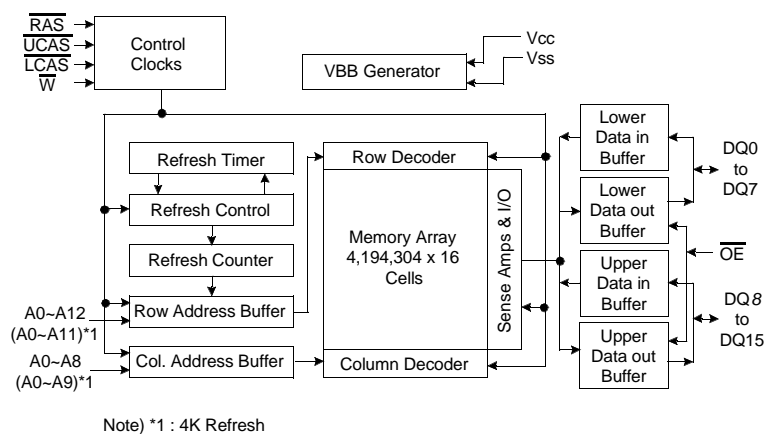 RAS
UCAS
LCAS
W
Control
Clocks
VBB Generator
Vcc
Vss
Refresh Timer
Refresh Control
Refresh Counter
Row Address Buffer
Col. Address Buffer
A0~A12
(A0~A11)*1
A0~A8
(A0~A9)*1
Row Decoder
Memory Array
4,194,304 x 16
Cells
Column Decoder
Sense Amps & I/O
Lower
Data in
Buffer
Lower
Data out
Buffer
Upper
Data in
Buffer
Upper
Data out
Buffer
DQ0
to
DQ7
OE
DQ8
to
DQ15
Note) *1 : 4K Refresh